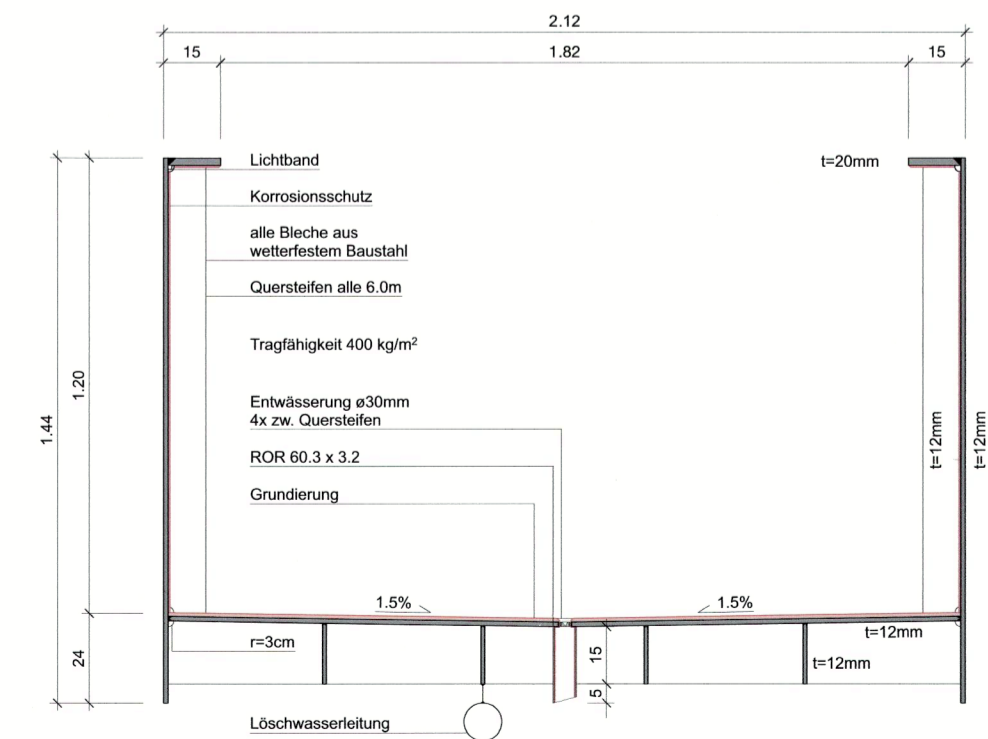 2.12
15
1.82
15
Lichtband
t=20mm
Korrosionsschutz
alle Bleche aus
wetterfestem Baustahl
Quersteifen alle 6.0m
Tragfähigkeit 400 kg/m²
1.20
1.44
Entwässerung ø30mm
4x zw. Quersteifen
t=12mm
t=12mm
ROR 60.3 x 3.2
Grundierung
1.5%
1.5%
r=3cm
t=12mm
24
15
t=12mm
5
Löschwasserleitung